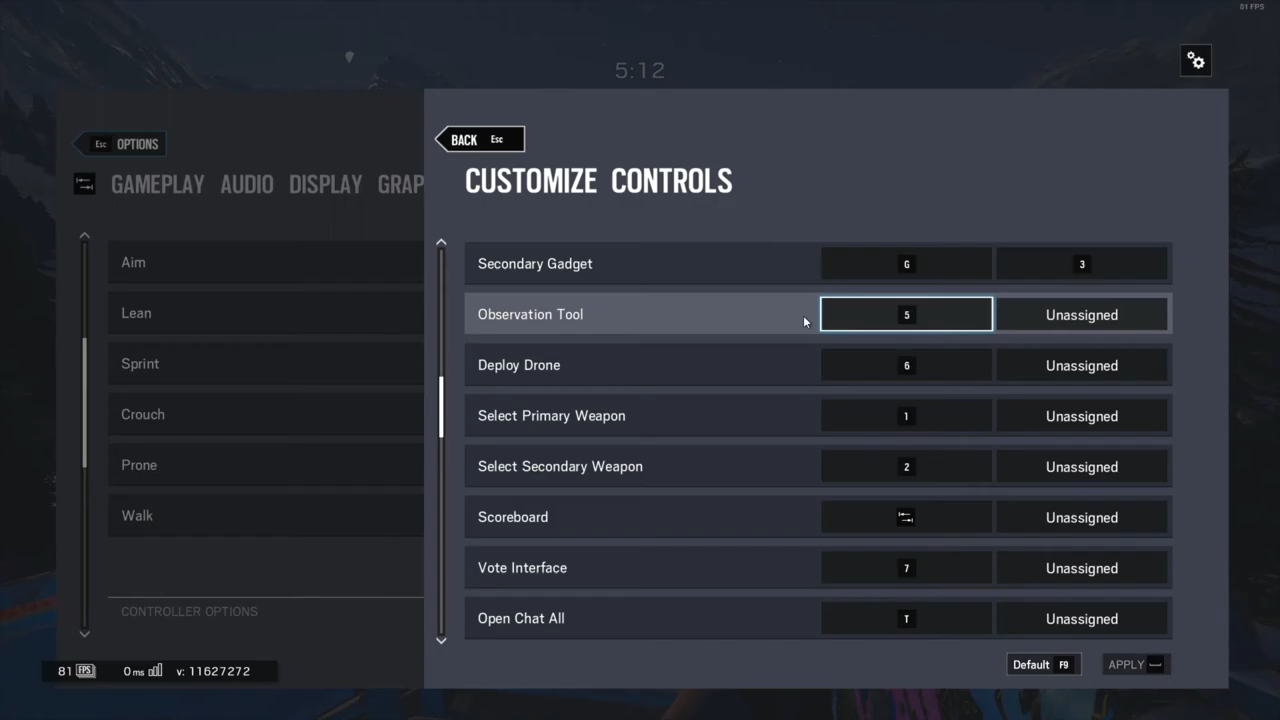 81 FPS
5:12
Esc OPTIONS
BACK Esc
GAMEPLAY AUDIO DISPLAY GRAP
CUSTOMIZE CONTROLS
Aim
Lean
Sprint
Crouch
Prone
Walk
CONTROLLER OPTIONS
Secondary Gadget G 3
Observation Tool 5 Unassigned
Deploy Drone 6 Unassigned
Select Primary Weapon 1 Unassigned
Select Secondary Weapon 2 Unassigned
Scoreboard Unassigned
Vote Interface 7 Unassigned
Open Chat All T Unassigned
Default F9 APPLY
81 FPS 0 ms v: 11627272